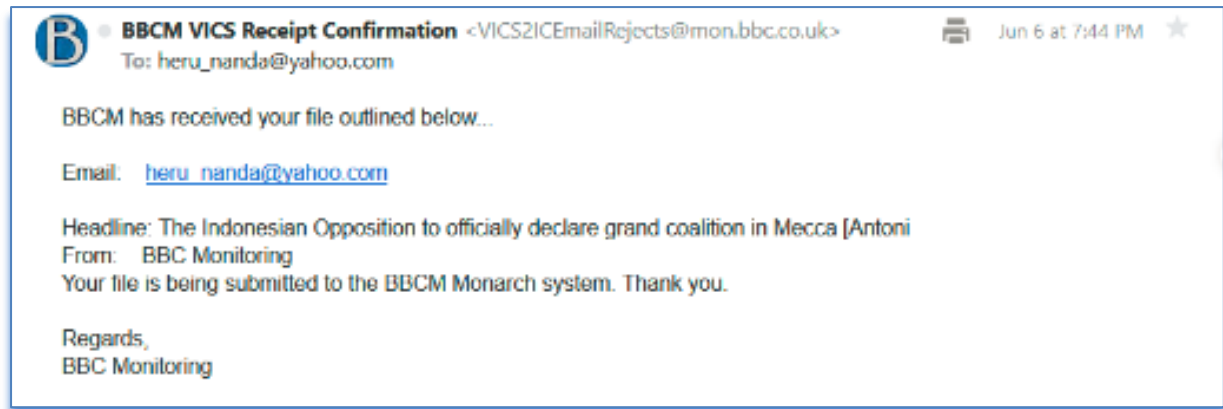 B
BBCM VICS Receipt Confirmation <VICS2ICEmailRejects@mon.bbc.co.uk> Jun 6 at 7:44 PM
To: heru_nanda@yahoo.com
BBCM has received your file outlined below...
Email: heru_nanda@yahoo.com
Headline: The Indonesian Opposition to officially declare grand coalition in Mecca [Antoni
From: BBC Monitoring
Your file is being submitted to the BBCM Monarch system. Thank you.
Regards,
BBC Monitoring